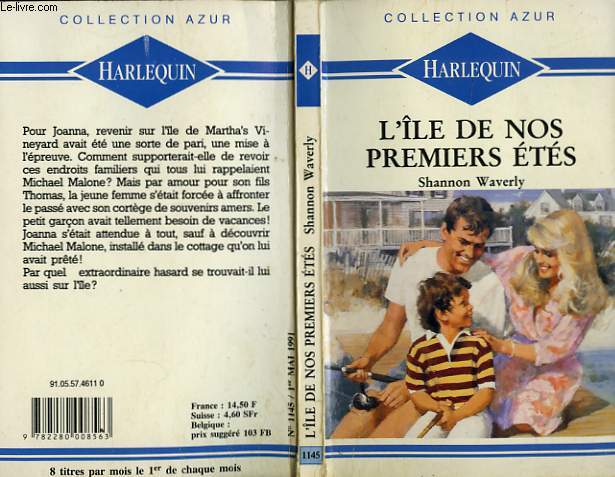 Le-livre.com
COLLECTION AZUR
HARLEQUIN
Pour Joanna, revenir sur l'île de Martha's Vi-
neyard avait été une sorte de pari, une mise à
l'épreuve. Comment supporterait-elle de revoir
ces endroits familiers qui tous lui rappelaient
Michael Malone? Mais par amour pour son fils
Thomas, la jeune femme s'était forcée à affronter
le passé avec son cortège de souvenirs amers. Le
petit garçon avait tellement besoin de vacances!
Joanna s'était attendue à tout, sauf à découvrir
Michael Malone, installé dans le cottage qu'on lui
avait prêté!
Par quel extraordinaire hasard se trouvait-il lui
aussi sur l'île?
91.05.57.4611 0
9 782280 008563
France : 14,50 F
Suisse : 4,60 SFr
Belgique :
prix suggéré 103 FB
8 titres par mois le 1er de chaque mois
H
Shannon Waverly
L'ÎLE DE NOS PREMIERS ÉTÉS
N° 1145 / 1er MAI 1991
1145
COLLECTION AZUR
HARLEQUIN
L'ÎLE DE NOS
PREMIERS ÉTÉS
Shannon Waverly